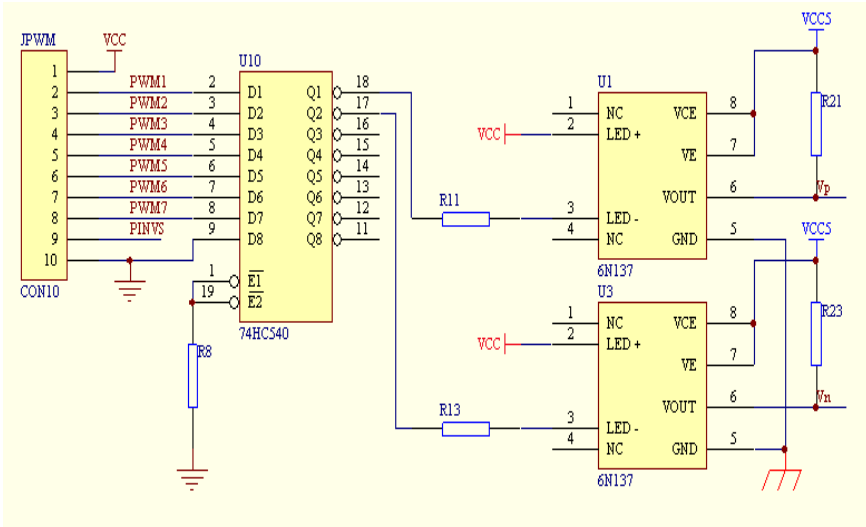 JPWM
VCC
1
2 PWM1
3 PWM2
4 PWM3
5 PWM4
6 PWM5
7 PWM6
8 PWM7
9 PINVS
10
CON10
U10
2 D1 Q1 18
3 D2 Q2 17
4 D3 Q3 16
5 D4 Q4 15
6 D5 Q5 14
7 D6 Q6 13
8 D7 Q7 12
9 D8 Q8 11
1 E1
19 E2
74HC540
R8
R11
R13
U1
1 NC VCE 8
VCC 2 LED +
VE 7
VOUT 6
3 LED -
4 NC GND 5
6N137
VCC5
R21
Vp
U3
1 NC VCE 8
VCC 2 LED +
VE 7
VOUT 6
3 LED -
4 NC GND 5
6N137
VCC5
R23
Vn